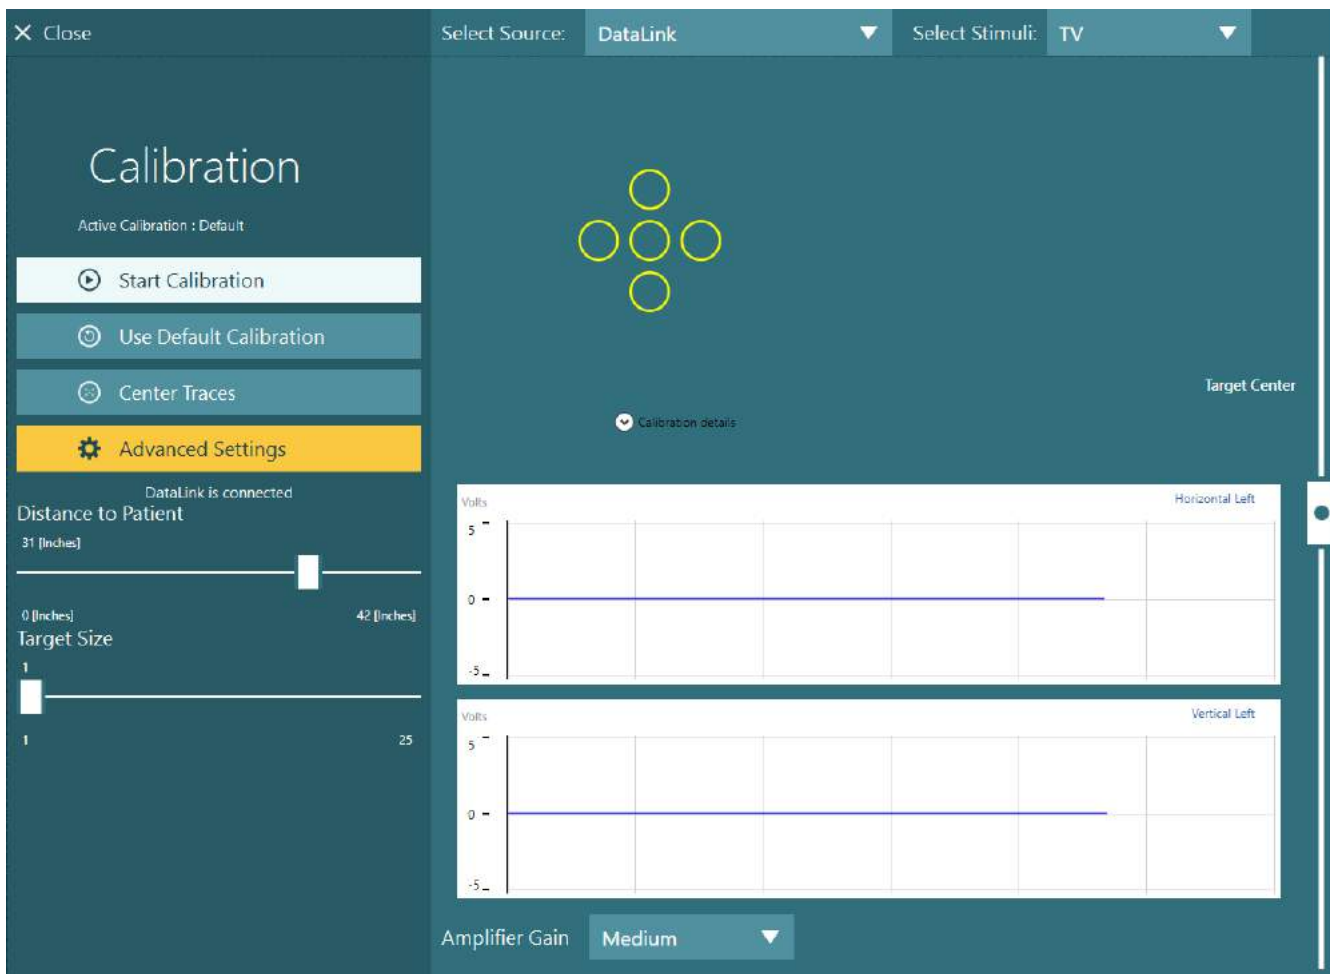 Close
Select Source: DataLink Select Stimuli: TV
Calibration
Active Calibration : Default
Start Calibration
Use Default Calibration
Center Traces
Advanced Settings
DataLink is connected
Distance to Patient
31 [Inches]
0 [Inches] 42 [Inches]
Target Size
1
1 25
Target Center
Calibration details
Volts Horizontal Left
5
0
-5
Volts Vertical Left
5
0
-5
Amplifier Gain Medium